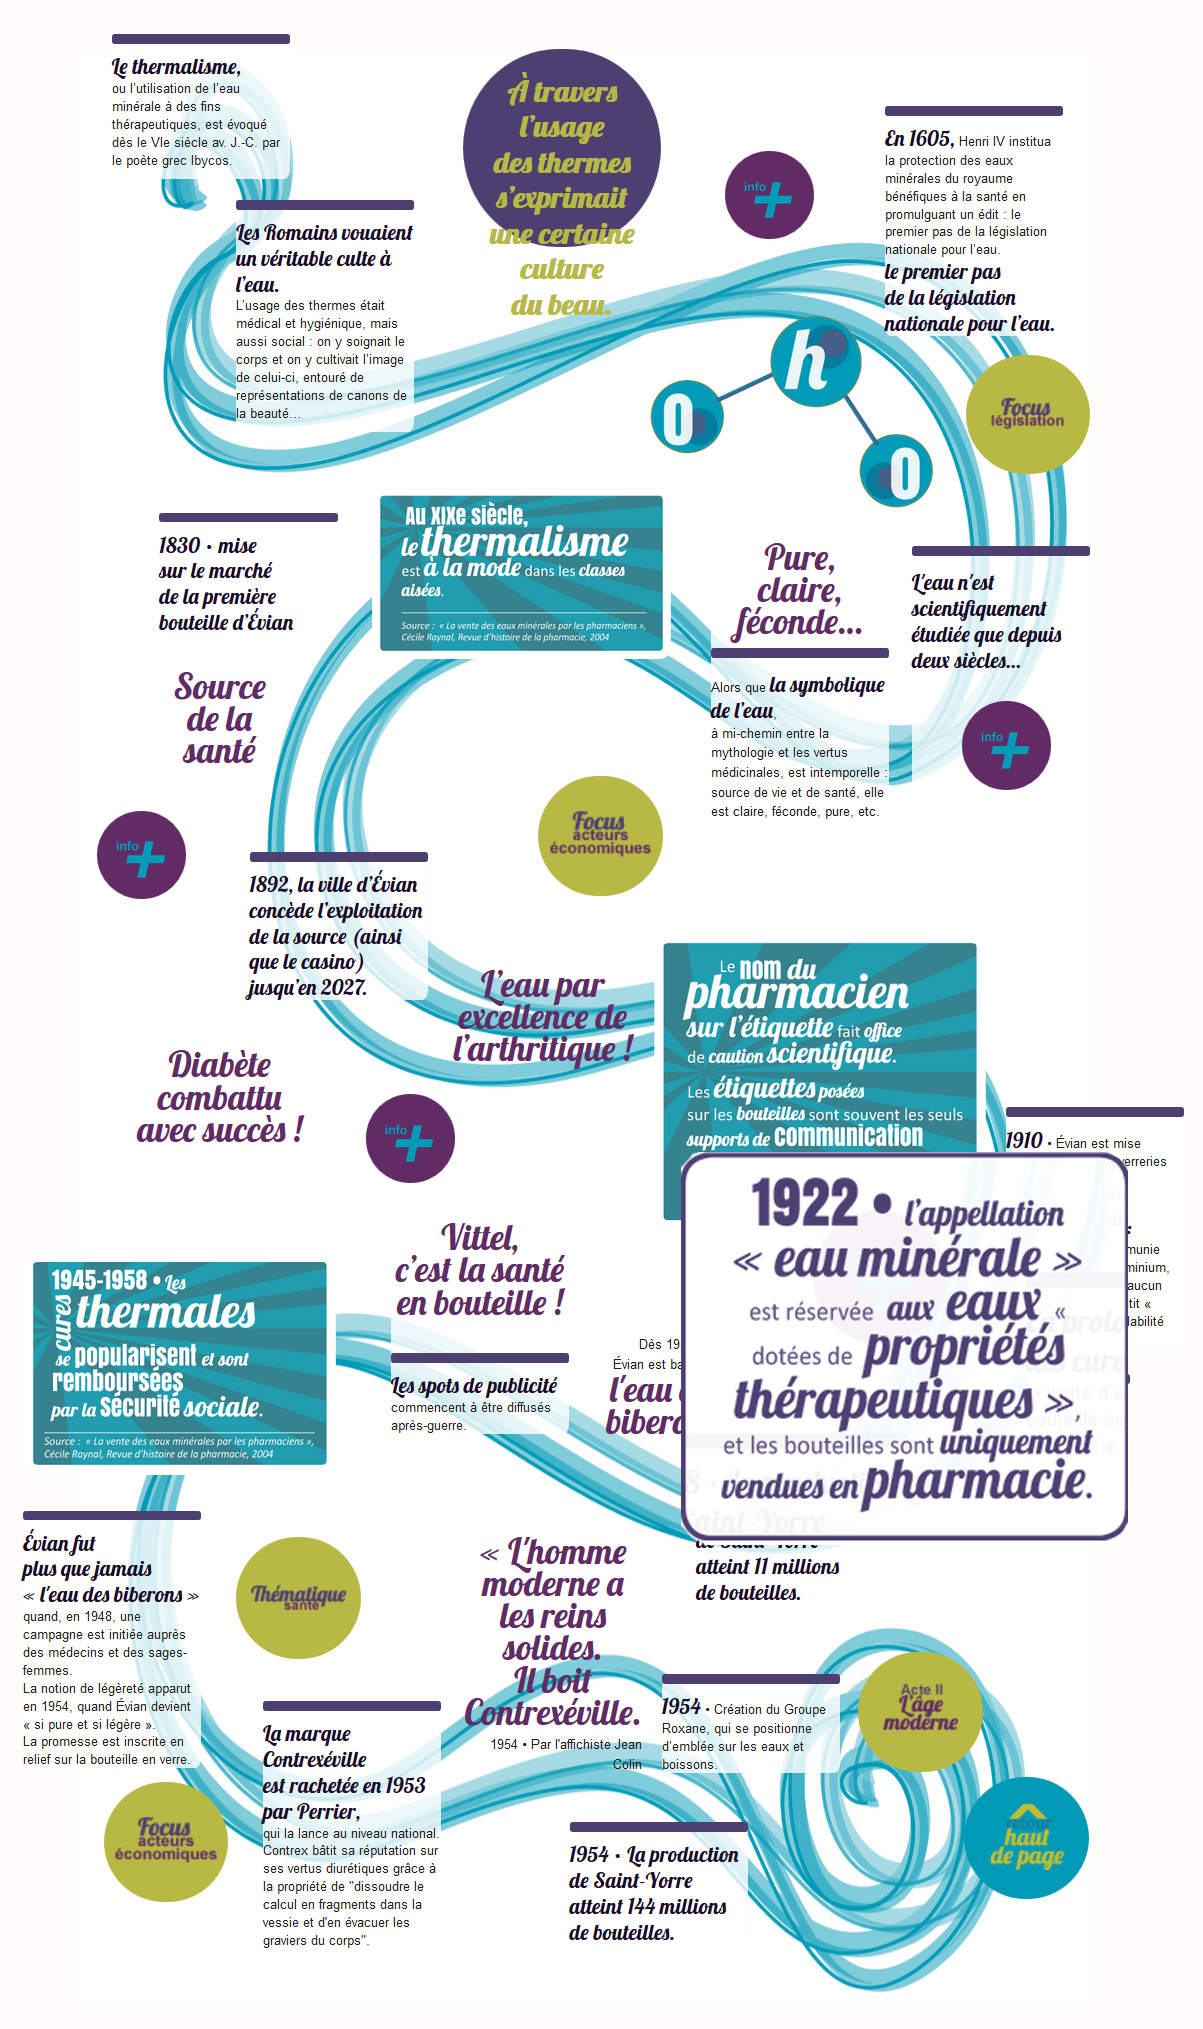 Le thermalisme,
ou l'utilisation de l'eau
minérale à des fins
thérapeutiques, est évoqué
dès le VIe siècle av. J.-C. par
le poète grec Ibycos.
À travers
l'usage
des thermes
s'exprimait
une certaine
culture
du beau.
info
+
En 1605, Henri IV institua
la protection des eaux
minérales du royaume
bénéfiques à la santé en
promulguant un édit : le
premier pas de la législation
nationale pour l'eau.
le premier pas
de la législation
nationale pour l'eau.
Les Romains vouaient
un véritable culte à
l'eau.
L'usage des thermes était
médical et hygiénique, mais
aussi social : on y soignait le
corps et on y cultivait l'image
de celui-ci, entouré de
représentations de canons de
la beauté...
h
O
O
Focus
législation
1830 • mise
sur le marché
de la première
bouteille d'Évian
Au XIXe siècle,
le thermalisme
est à la mode dans les classes
aisées.
Source : « La vente des eaux minérales par les pharmaciens »,
Cécile Raynal, Revue d'histoire de la pharmacie, 2004
Pure,
claire,
féconde...
L'eau n'est
scientifiquement
étudiée que depuis
deux siècles...
Source
de la
santé
Alors que la symbolique
de l'eau,
à mi-chemin entre la
mythologie et les vertus
médicinales, est intemporelle :
source de vie et de santé, elle
est claire, féconde, pure, etc.
info
+
info
+
Focus
acteurs
économiques
1892, la ville d'Évian
concède l'exploitation
de la source (ainsi
que le casino)
jusqu'en 2027.
L'eau par
excellence de
l'arthritique !
Le nom du
pharmacien
sur l'étiquette fait office
de caution scientifique.
Les étiquettes posées
sur les bouteilles sont souvent les seuls
supports de communication
Diabète
combattu
avec succès !
info
+
1910 • Évian est mise
verreries
munie
minium,
aucun
tit «
labilité
1922 • l'appellation
« eau minérale »
est réservée aux eaux «
dotées de propriétés
thérapeutiques »,
et les bouteilles sont uniquement
vendues en pharmacie.
Vittel,
c'est la santé
en bouteille !
1945-1958 • Les
cures thermales
se popularisent et sont
remboursées
par la Sécurité sociale.
Source : « La vente des eaux minérales par les pharmaciens »,
Cécile Raynal, Revue d'histoire de la pharmacie, 2004
Les spots de publicité
commencent à être diffusés
après-guerre.
Dès 19
Évian est ba
l'eau
bibero
de Saint-Yorre
atteint 11 millions
de bouteilles.
Évian fut
plus que jamais
« l'eau des biberons »
quand, en 1948, une
campagne est initiée auprès
des médecins et des sages-
femmes.
La notion de légèreté apparut
en 1954, quand Évian devient
« si pure et si légère ».
La promesse est inscrite en
relief sur la bouteille en verre.
Thématique
santé
« L'homme
moderne a
les reins
solides.
Il boit
Contrexéville.
1954 • Par l'affichiste Jean
Colin
1954 • Création du Groupe
Roxane, qui se positionne
d'emblée sur les eaux et
boissons.
Acte II
L'âge
moderne
La marque
Contrexéville
est rachetée en 1953
par Perrier,
qui la lance au niveau national.
Contrex bâtit sa réputation sur
ses vertus diurétiques grâce à
la propriété de "dissoudre le
calcul en fragments dans la
vessie et d'en évacuer les
graviers du corps".
Focus
acteurs
économiques
1954 • La production
de Saint-Yorre
atteint 144 millions
de bouteilles.
retour
haut
de page